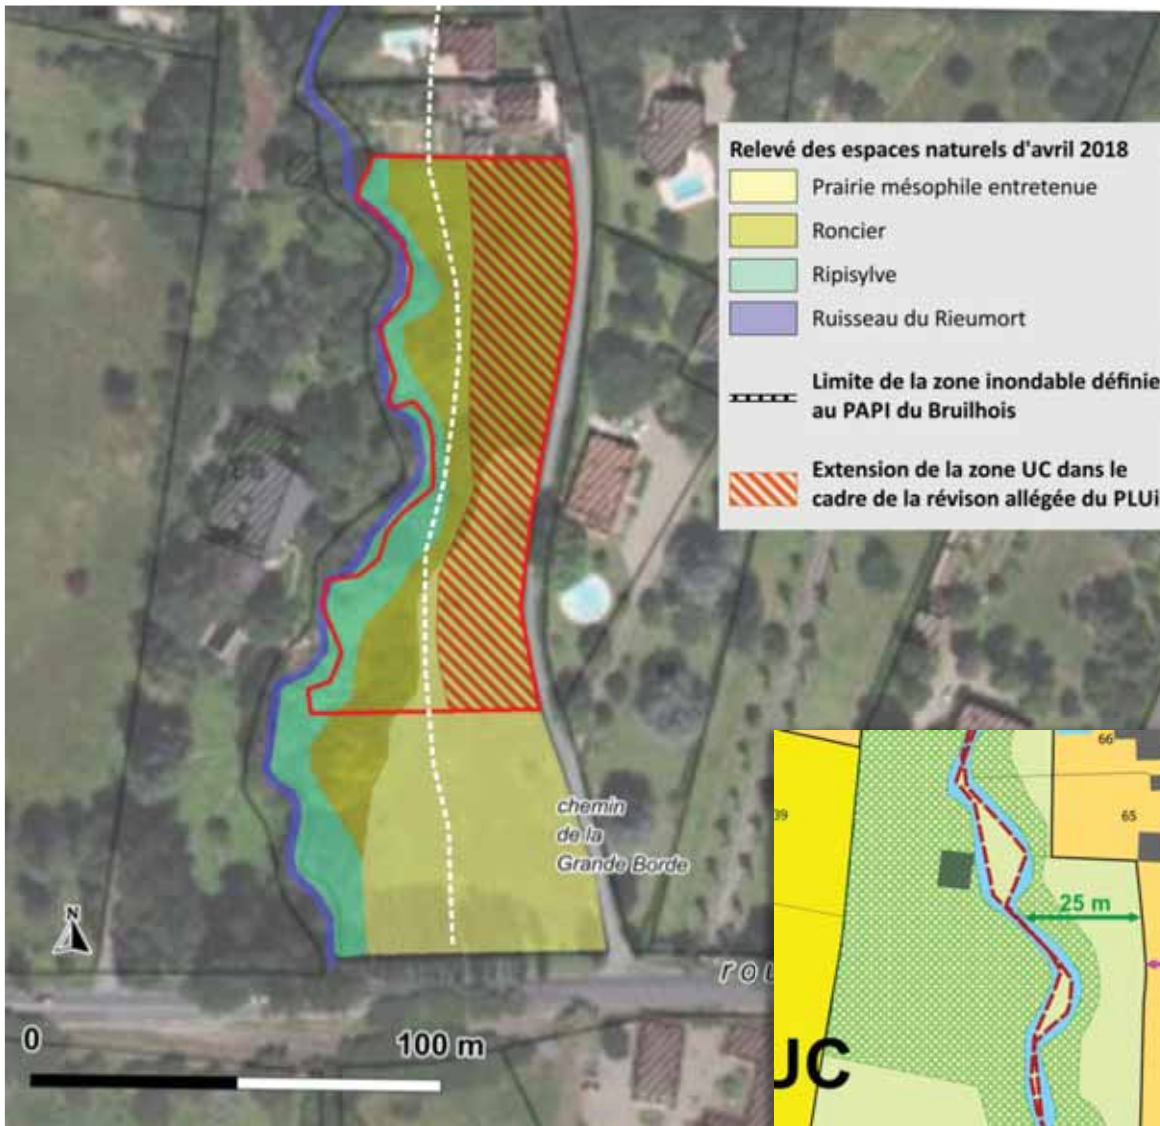 Relevé des espaces naturels d'avril 2018
Prairie mésophile entretenue
Roncier
Ripisylve
Ruisseau du Rieumort
Limite de la zone inondable définie
au PAPI du Bruilhois
Extension de la zone UC dans le
cadre de la révison allégée du PLUi
chemin
de la
Grande Borde
N
rou
0
100 m
66
39
65
25 m
UC